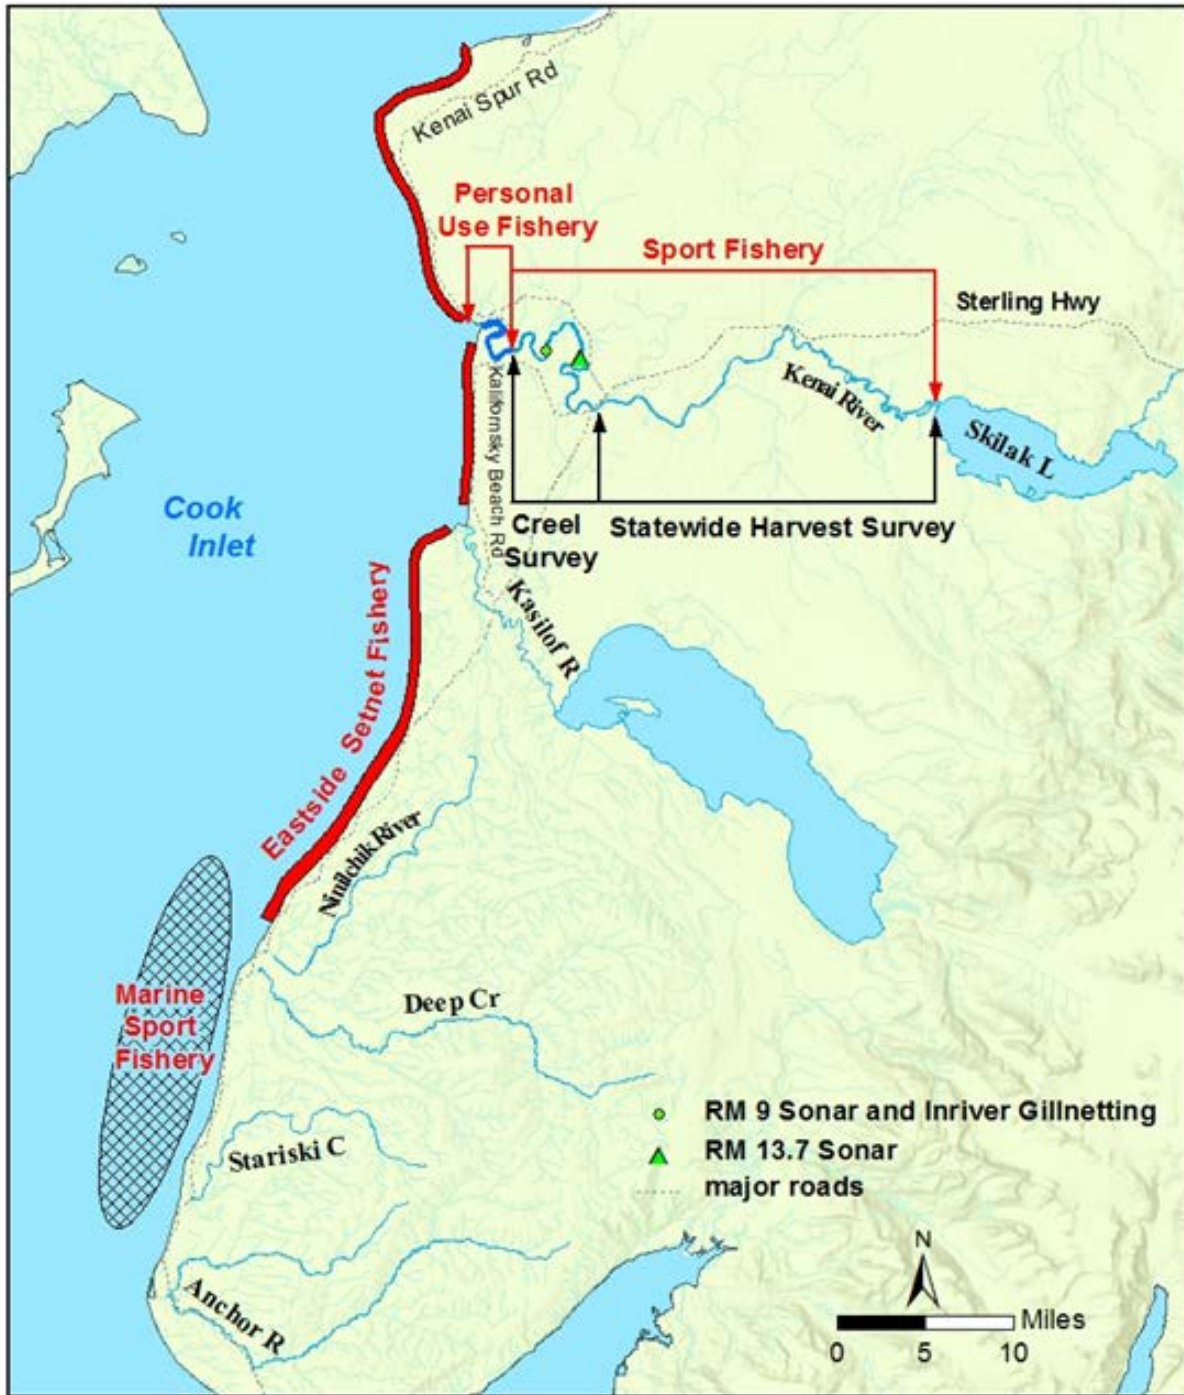 Kenai Spur Rd
Personal
Use Fishery
Sport Fishery
Sterling Hwy
Kalifornsky Beach Rd
Kenai River
Skilak L
Cook
Inlet
Creel
Survey
Statewide Harvest Survey
Kasilof R
Eastside Setnet Fishery
Ninilchik River
Marine
Sport
Fishery
Deep Cr
RM 9 Sonar and Inriver Gillnetting
RM 13.7 Sonar
major roads
Stariski C
Anchor R
N
Miles
0 5 10